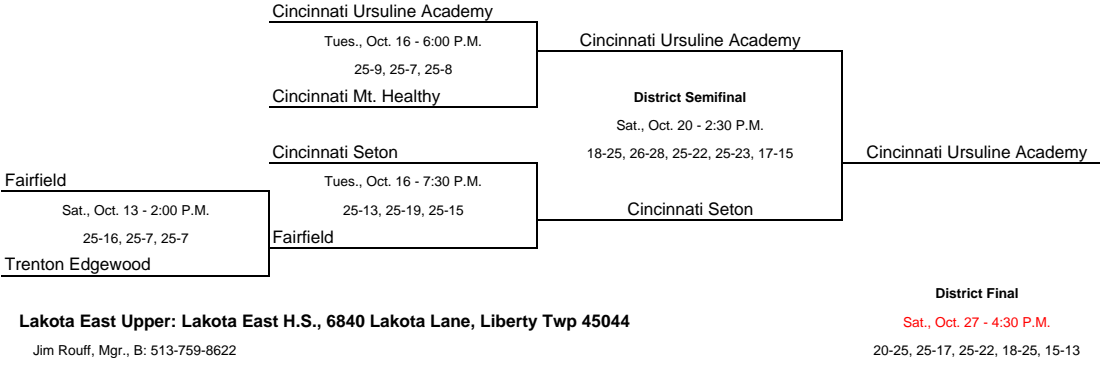 Cincinnati Ursuline Academy
Tues., Oct. 16 - 6:00 P.M.
Cincinnati Ursuline Academy
25-9, 25-7, 25-8
Cincinnati Mt. Healthy
District Semifinal
Sat., Oct. 20 - 2:30 P.M.
Cincinnati Seton
18-25, 26-28, 25-22, 25-23, 17-15
Cincinnati Ursuline Academy
Fairfield
Tues., Oct. 16 - 7:30 P.M.
Sat., Oct. 13 - 2:00 P.M.
25-13, 25-19, 25-15
Cincinnati Seton
25-16, 25-7, 25-7
Fairfield
Trenton Edgewood
District Final
Lakota East Upper: Lakota East H.S., 6840 Lakota Lane, Liberty Twp 45044
Sat., Oct. 27 - 4:30 P.M.
Jim Rouff, Mgr., B: 513-759-8622
20-25, 25-17, 25-22, 18-25, 15-13